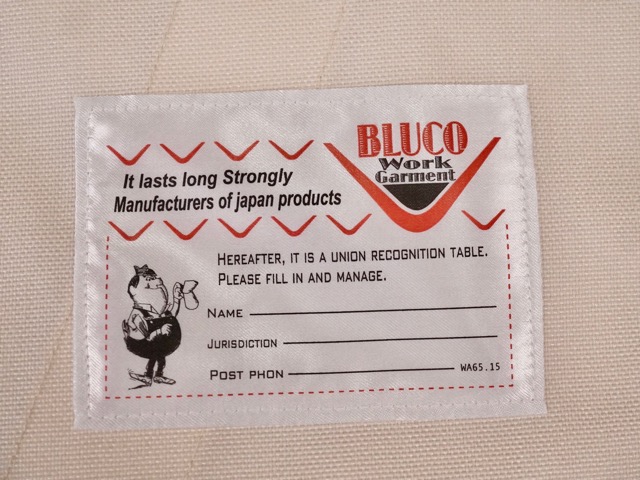 BLUCO
Work
Garment
It lasts long Strongly
Manufacturers of japan products
HEREAFTER, IT IS A UNION RECOGNITION TABLE.
PLEASE FILL IN AND MANAGE.
NAME
JURISDICTION
POST PHON
WA65.15